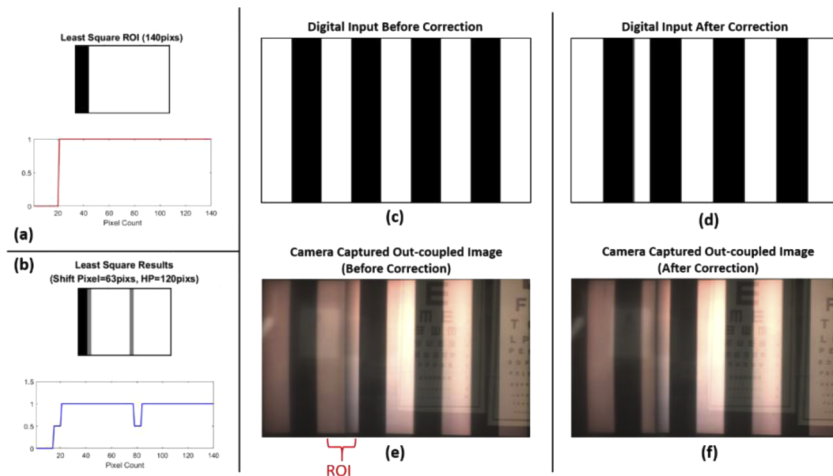 Least Square ROI (140pixs)
1
0.5
0
20 40 60 80 100 120 140
Pixel Count
(a)
(b)
Least Square Results
(Shift Pixel=63pixs, HP=120pixs)
1.5
1
0.5
0
20 40 60 80 100 120 140
Pixel Count
Digital Input Before Correction
(c)
Digital Input After Correction
(d)
Camera Captured Out-coupled Image
(Before Correction)
E
(e)
ROI
Camera Captured Out-coupled Image
(After Correction)
E
F
(f)